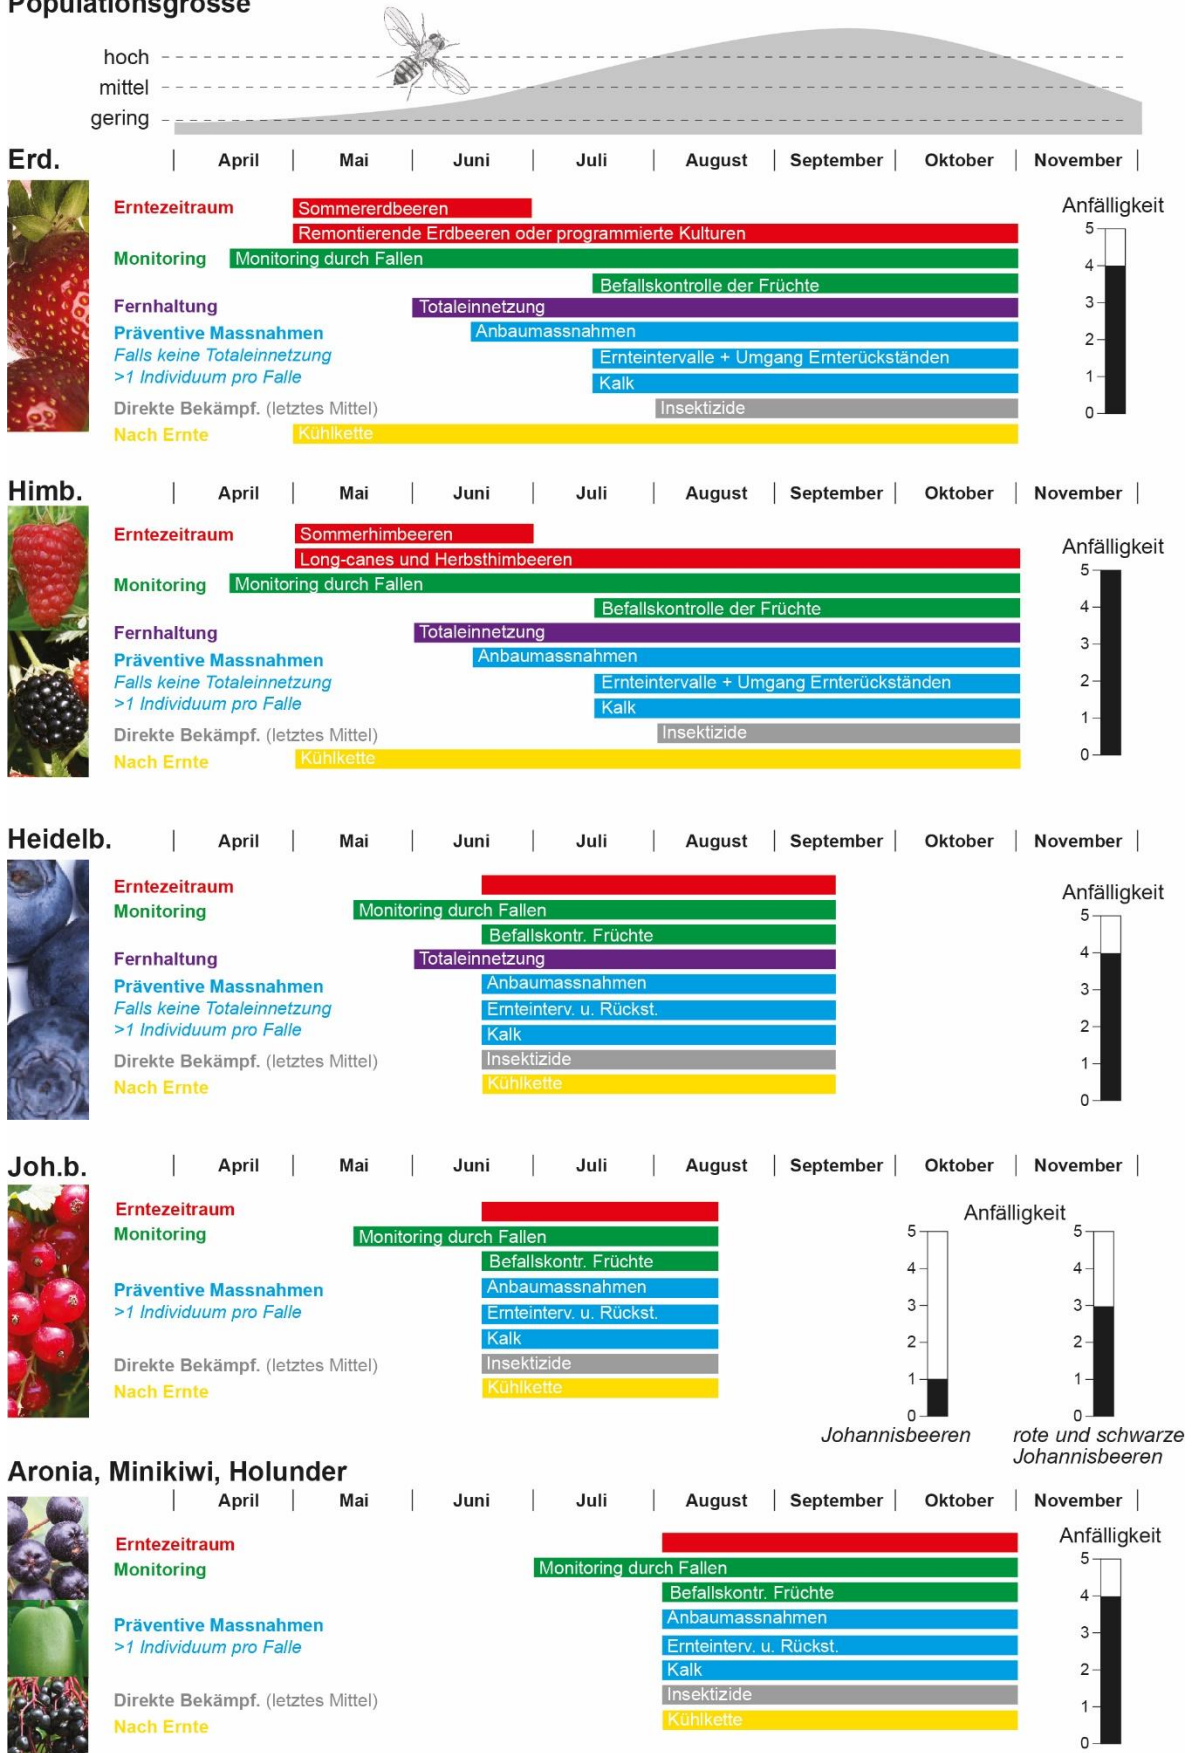 Populationsgrösse
hoch
mittel
gering
Erd. | April | Mai | Juni | Juli | August | September | Oktober | November |
Erntezeitraum Sommererdbeeren Anfälligkeit
Remontierende Erdbeeren oder programmierte Kulturen 5
Monitoring Monitoring durch Fallen 4
Befallskontrolle der Früchte
Fernhaltung Totaleinnetzung 3
Präventive Massnahmen Anbaumassnahmen 2
Falls keine Totaleinnetzung Ernteintervalle + Umgang Ernterückständen
>1 Individuum pro Falle Kalk 1
Direkte Bekämpf. (letztes Mittel) Insektizide 0
Nach Ernte Kühlkette
Himb. | April | Mai | Juni | Juli | August | September | Oktober | November |
Erntezeitraum Sommerhimbeeren Anfälligkeit
Long-canes und Herbsthimbeeren 5
Monitoring Monitoring durch Fallen
Befallskontrolle der Früchte 4
Fernhaltung Totaleinnetzung 3
Präventive Massnahmen Anbaumassnahmen
Falls keine Totaleinnetzung Ernteintervalle + Umgang Ernterückständen 2
>1 Individuum pro Falle Kalk 1
Direkte Bekämpf. (letztes Mittel) Insektizide
Nach Ernte Kühlkette 0
Heidelb. | April | Mai | Juni | Juli | August | September | Oktober | November |
Erntezeitraum Anfälligkeit
Monitoring Monitoring durch Fallen 5
Befallskontr. Früchte
Fernhaltung Totaleinnetzung 4
Präventive Massnahmen Anbaumassnahmen 3
Falls keine Totaleinnetzung Ernteinterv. u. Rückst.
>1 Individuum pro Falle Kalk 2
Direkte Bekämpf. (letztes Mittel) Insektizide 1
Nach Ernte Kühlkette 0
Joh.b. | April | Mai | Juni | Juli | August | September | Oktober | November |
Erntezeitraum Anfälligkeit
Monitoring Monitoring durch Fallen 5 5
Befallskontr. Früchte 4 4
Präventive Massnahmen Anbaumassnahmen
>1 Individuum pro Falle Ernteinterv. u. Rückst. 3 3
Kalk 2 2
Direkte Bekämpf. (letztes Mittel) Insektizide 1 1
Nach Ernte Kühlkette
0 0
Johannisbeeren rote und schwarze
Johannisbeeren
Aronia, Minikiwi, Holunder
| April | Mai | Juni | Juli | August | September | Oktober | November |
Erntezeitraum Anfälligkeit
Monitoring Monitoring durch Fallen 5
Befallskontr. Früchte 4
Präventive Massnahmen Anbaumassnahmen
>1 Individuum pro Falle Ernteinterv. u. Rückst. 3
Kalk 2
Direkte Bekämpf. (letztes Mittel) Insektizide 1
Nach Ernte Kühlkette
0